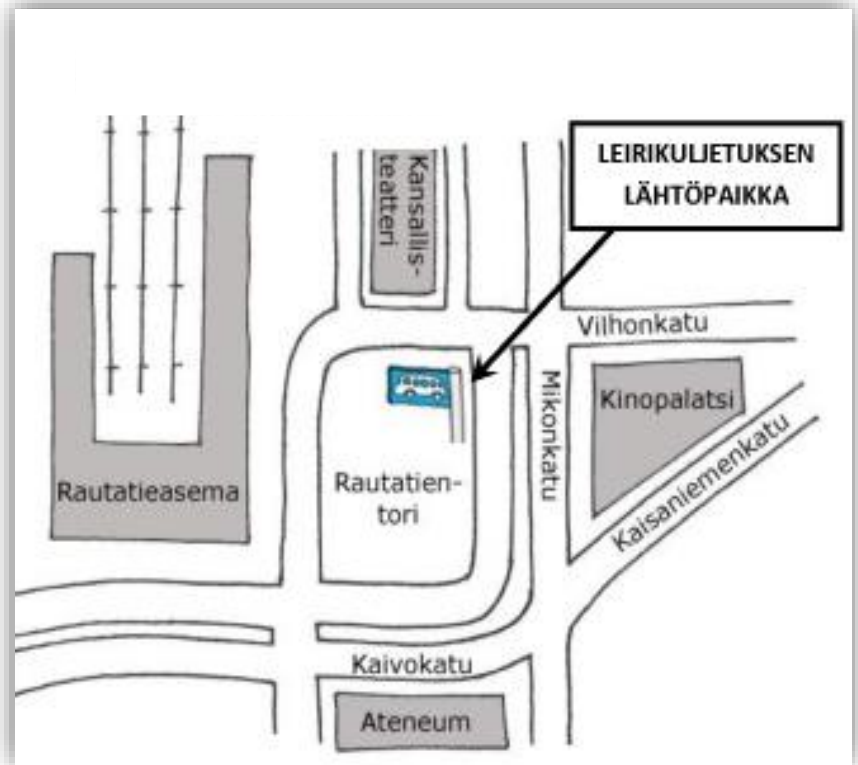 LEIRIKULJETUKSEN
LÄHTÖPAIKKA
Kansallis-
teatteri
Vilhonkatu
Mikonkatu
Kinopalatsi
Kaisaniemenkatu
Rautatieasema
Rautatien-
tori
Kaivokatu
Ateneum